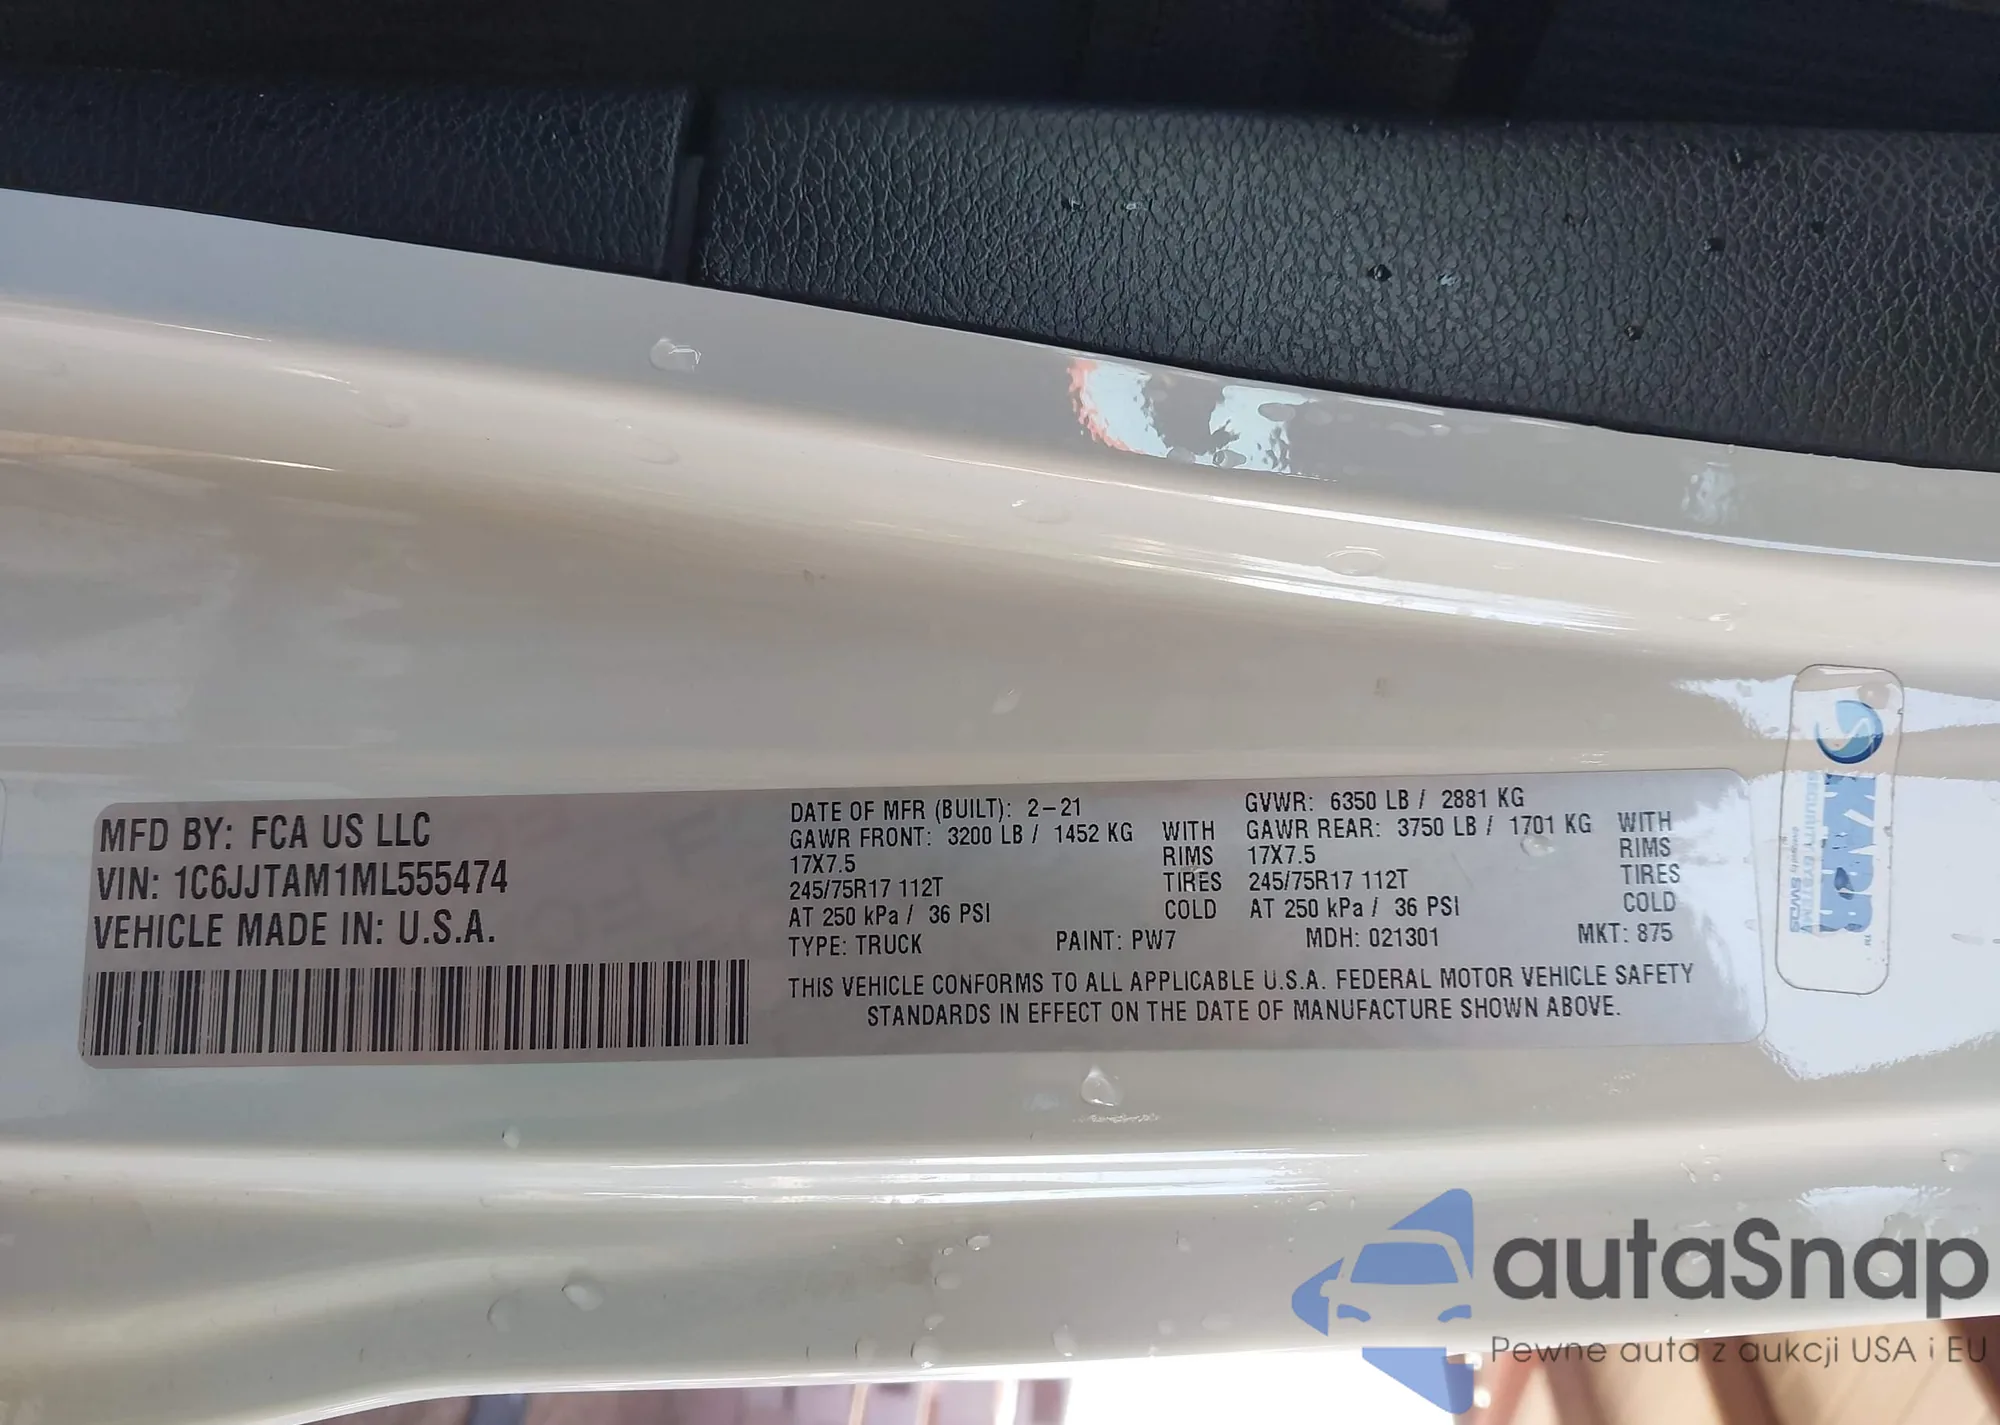 MFD BY: FCA US LLC
VIN: 1C6JJTAM1ML555474
VEHICLE MADE IN: U.S.A.
DATE OF MFR (BUILT): 2-21
GVWR: 6350 LB / 2881 KG
GAWR FRONT: 3200 LB / 1452 KG WITH
17X7.5 RIMS
245/75R17 112T TIRES
AT 250 kPa / 36 PSI COLD
GAWR REAR: 3750 LB / 1701 KG WITH
17X7.5 RIMS
245/75R17 112T TIRES
AT 250 kPa / 36 PSI COLD
TYPE: TRUCK PAINT: PW7 MDH: 021301 MKT: 875
THIS VEHICLE CONFORMS TO ALL APPLICABLE U.S.A. FEDERAL MOTOR VEHICLE SAFETY
STANDARDS IN EFFECT ON THE DATE OF MANUFACTURE SHOWN ABOVE.
SECURITY SYSTEM
SWDS
autaSnap
Pewne auta z aukcji USA i EU